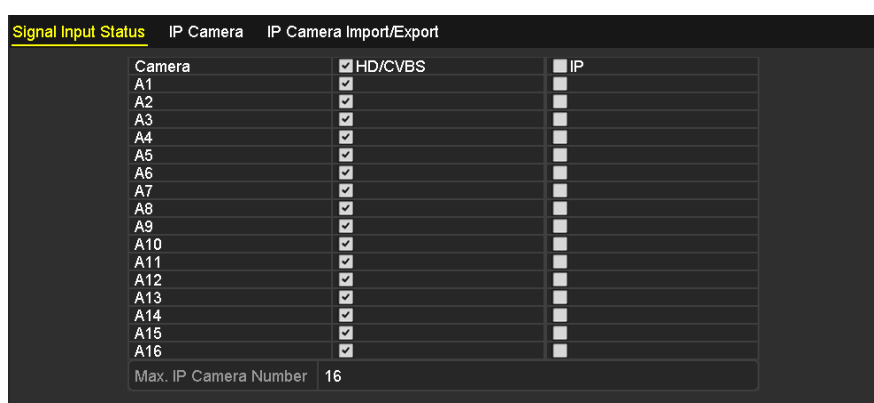 Signal Input Status IP Camera IP Camera Import/Export
Camera HD/CVBS IP
A1
A2
A3
A4
A5
A6
A7
A8
A9
A10
A11
A12
A13
A14
A15
A16
Max. IP Camera Number 16